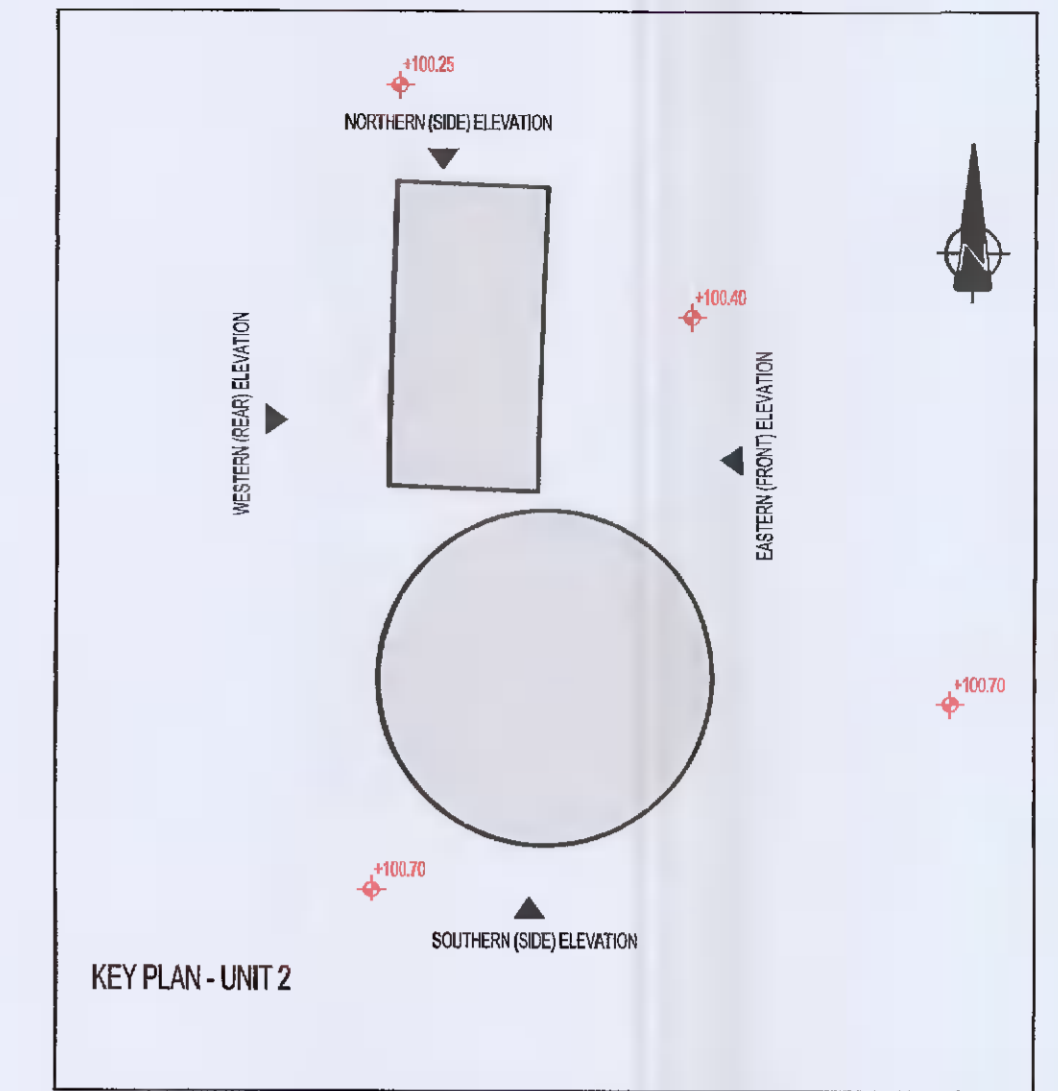 +100.25
NORTHERN (SIDE) ELEVATION
N
+100.40
WESTERN (REAR) ELEVATION
EASTERN (FRONT) ELEVATION
+100.70
+100.70
SOUTHERN (SIDE) ELEVATION
KEY PLAN - UNIT 2